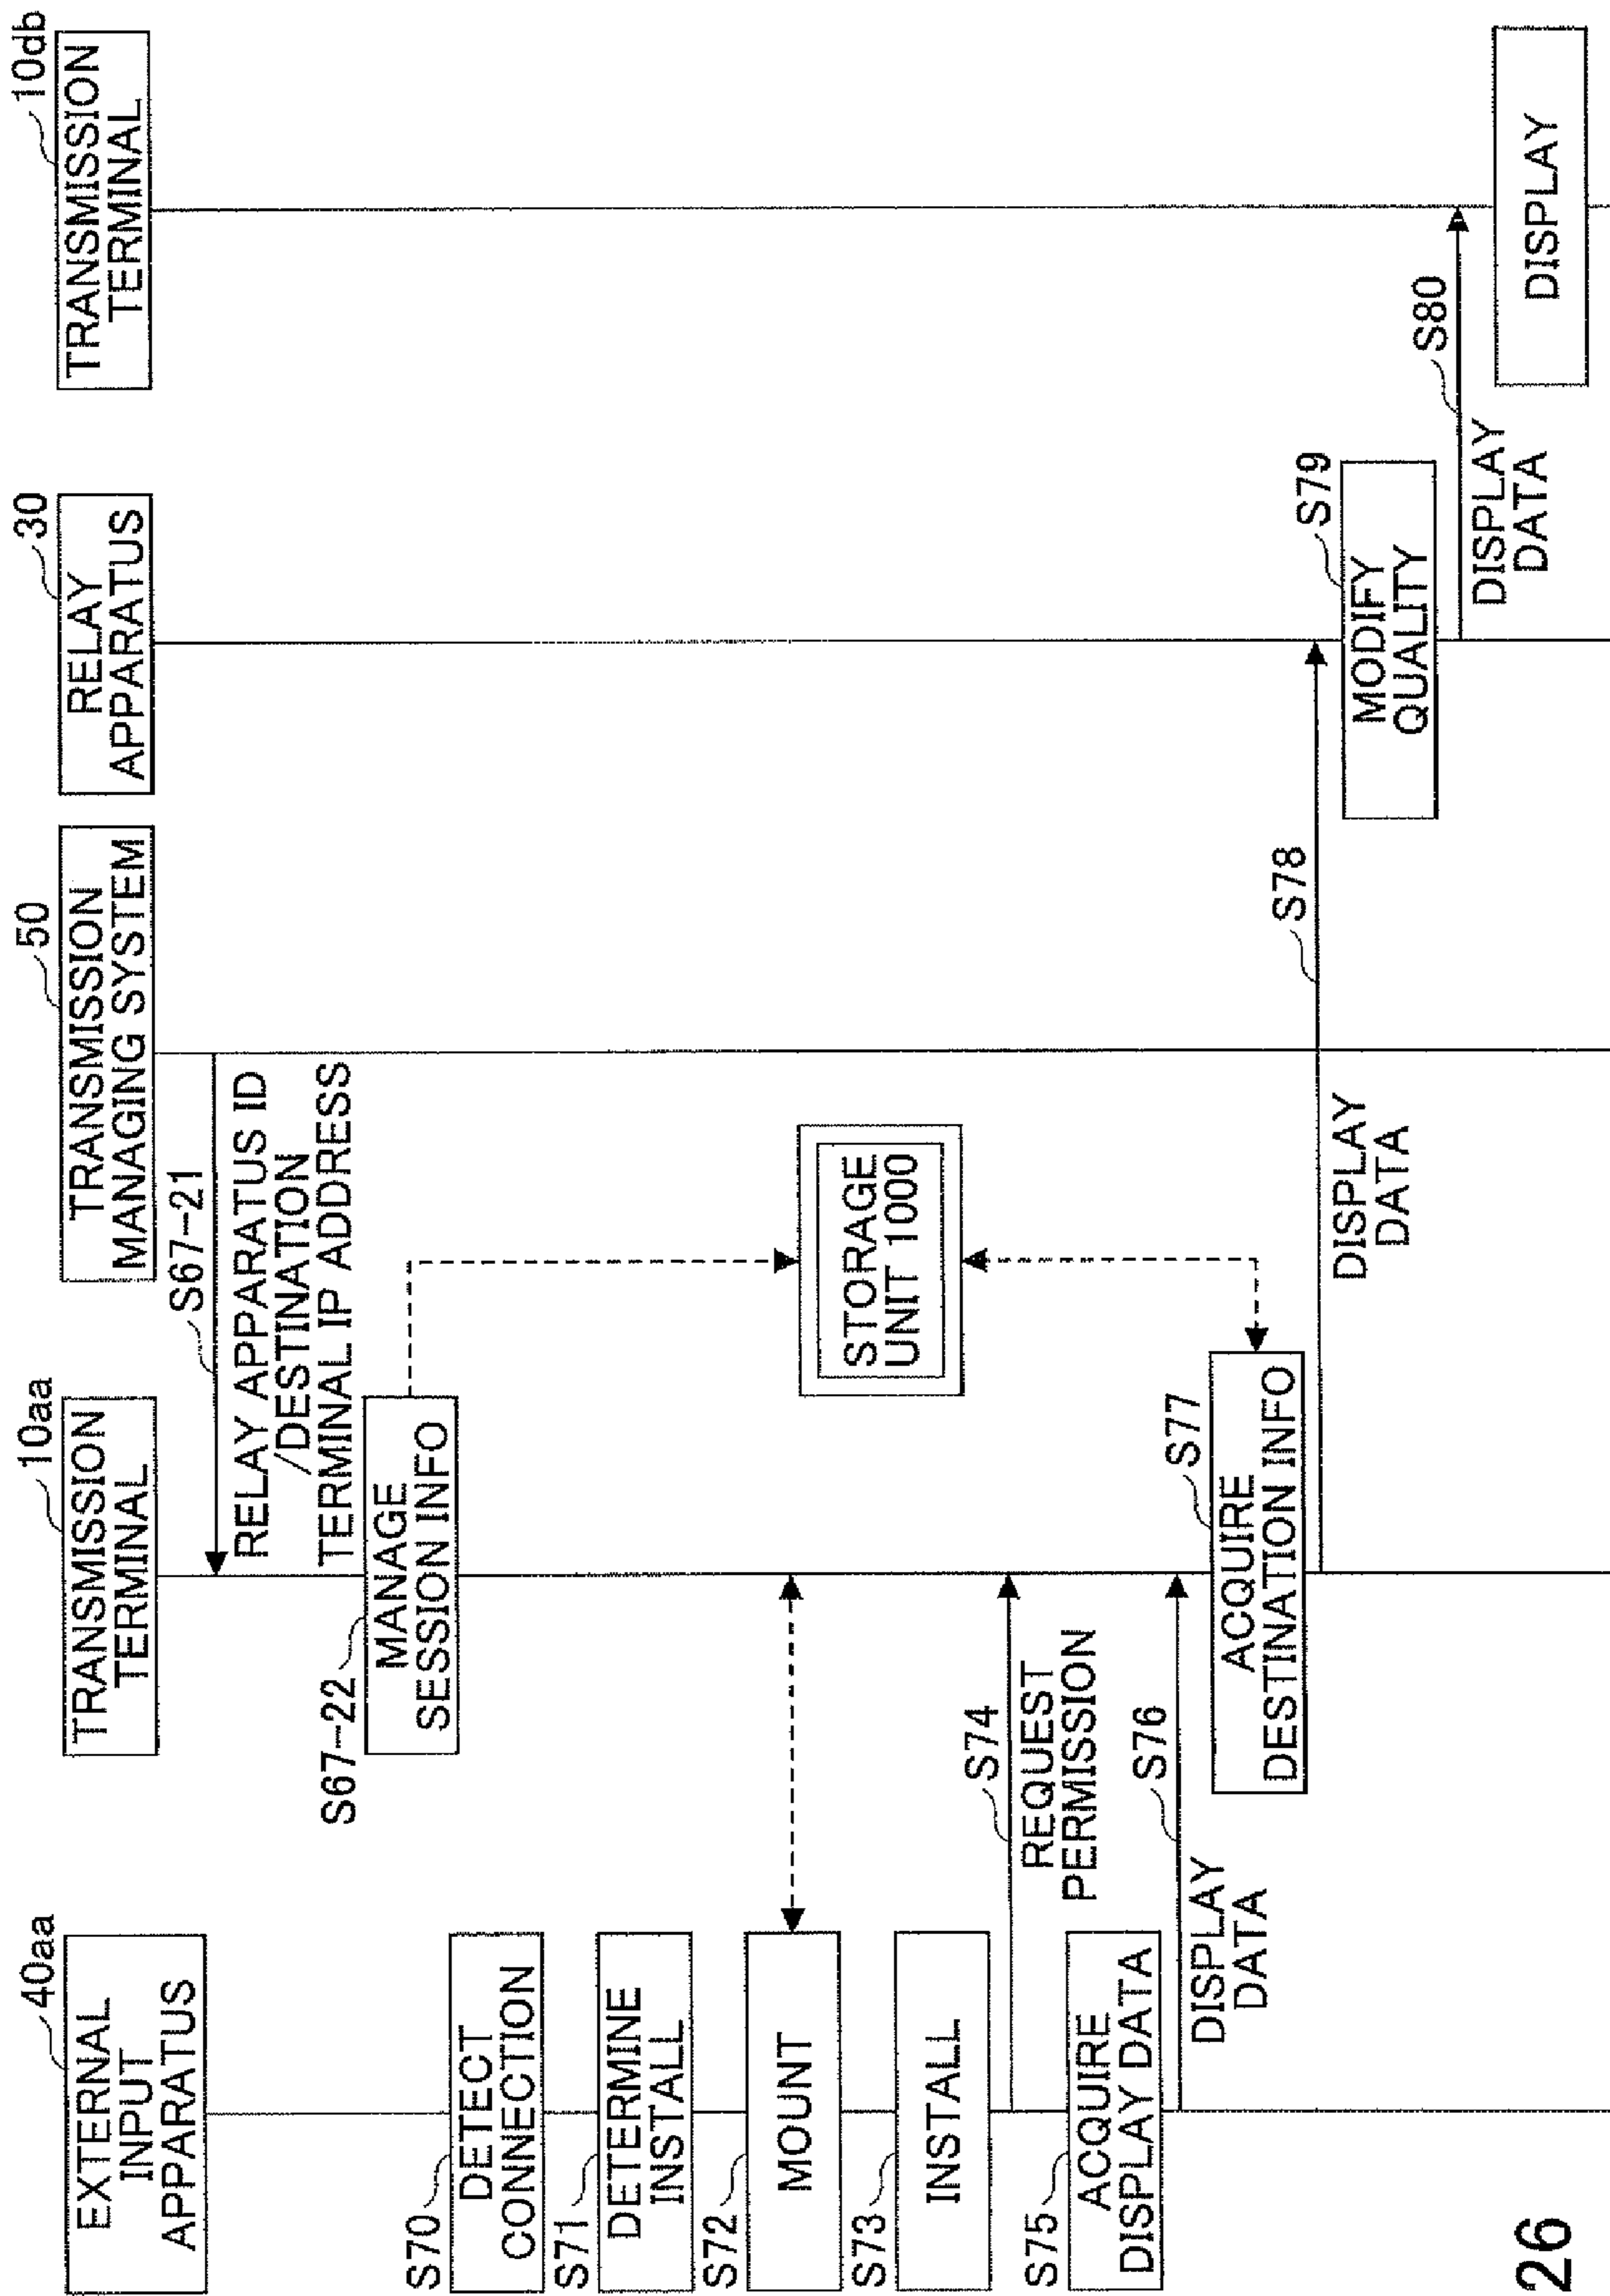 40aa
EXTERNAL
INPUT
APPARATUS
10aa
TRANSMISSION
TERMINAL
50
TRANSMISSION
MANAGING SYSTEM
30
RELAY
APPARATUS
10db
TRANSMISSION
TERMINAL
S67-21
RELAY APPARATUS ID
/DESTINATION
TERMINAL IP ADDRESS
S67-22
MANAGE
SESSION INFO
S70
DETECT
CONNECTION
S71
DETERMINE
INSTALL
S72
MOUNT
STORAGE
UNIT 1000
S73
INSTALL
S74
REQUEST
PERMISSION
S75
ACQUIRE
DISPLAY DATA
S76
DISPLAY
DATA
S77
ACQUIRE
DESTINATION INFO
S78
DISPLAY
DATA
S79
MODIFY
QUALITY
S80
DISPLAY
DATA
DISPLAY
26